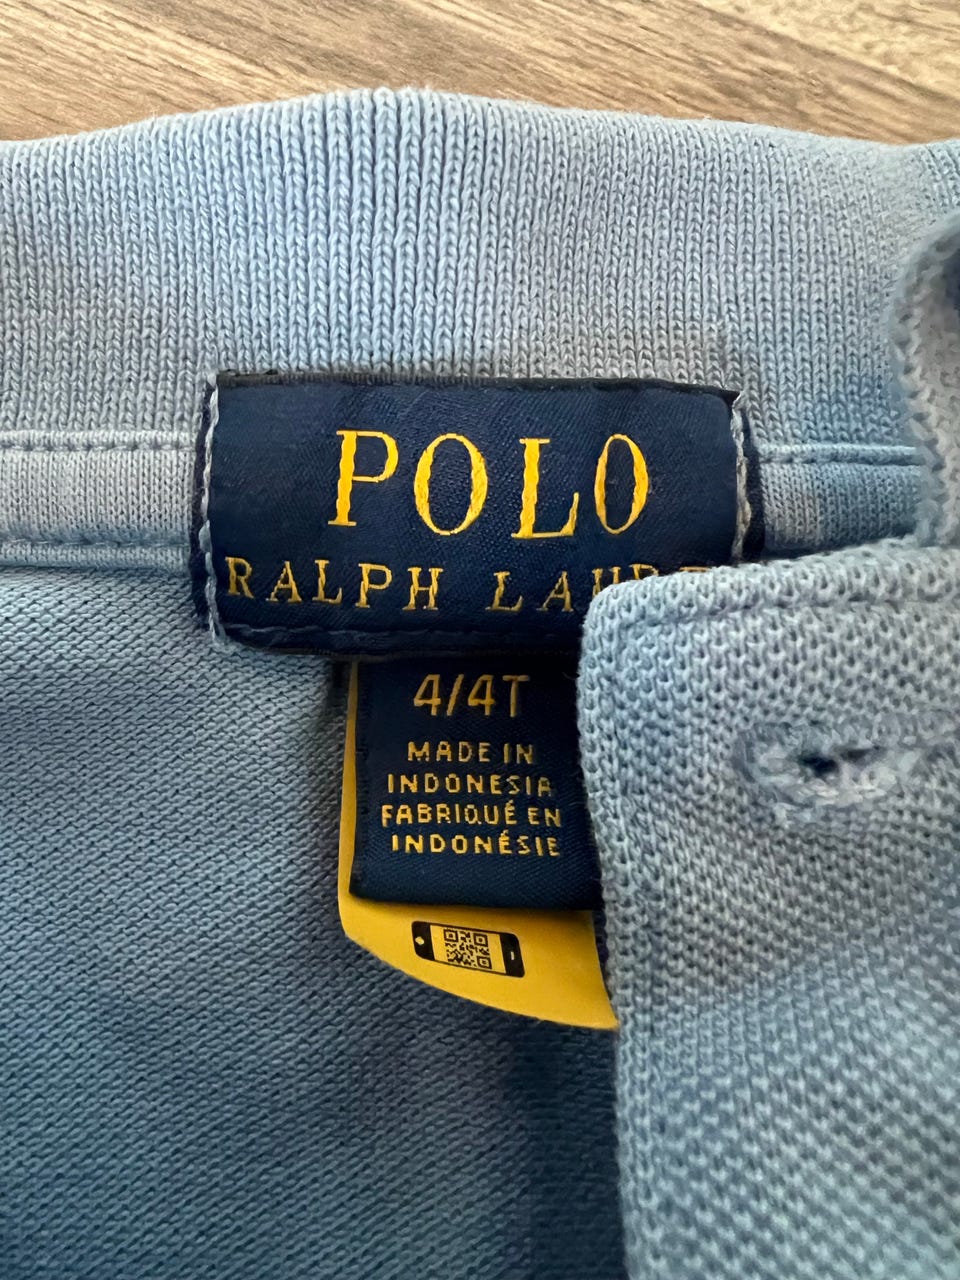 POLO
RALPH
4/4T
MADE IN
INDONESIA
FABRIQUÉ EN
INDONÉSIE